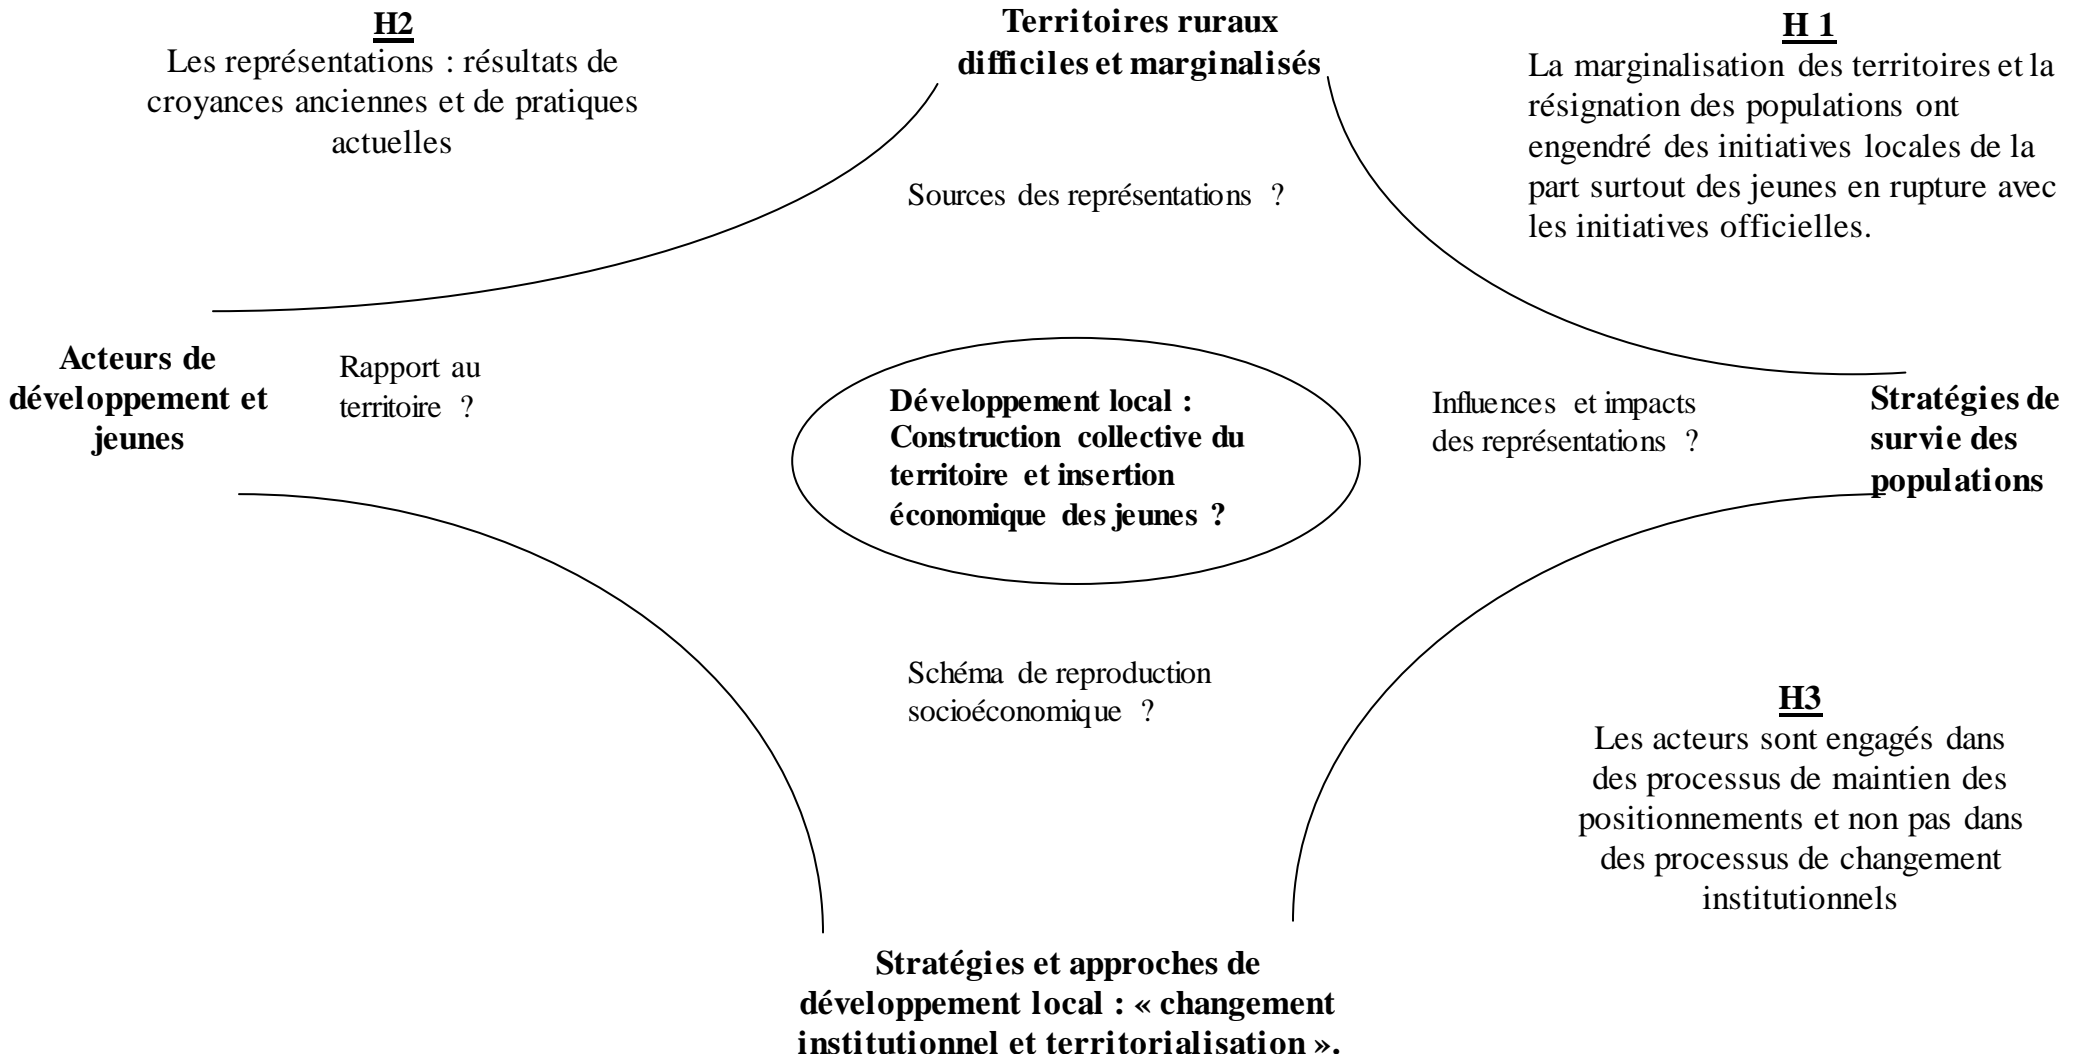 H2
Les représentations : résultats de
croyances anciennes et de pratiques
actuelles
Territoires ruraux
difficiles et marginalisés
H 1
La marginalisation des territoires et la
résignation des populations ont
engendré des initiatives locales de la
part surtout des jeunes en rupture avec
les initiatives officielles.
Sources des représentations ?
Acteurs de
développement et
jeunes
Rapport au
territoire ?
Développement local :
Construction collective du
territoire et insertion
économique des jeunes ?
Influences et impacts
des représentations ?
Stratégies de
survie des
populations
Schéma de reproduction
socioéconomique ?
H3
Les acteurs sont engagés dans
des processus de maintien des
positionnements et non pas dans
des processus de changement
institutionnels
Stratégies et approches de
développement local : « changement
institutionnel et territorialisation ».